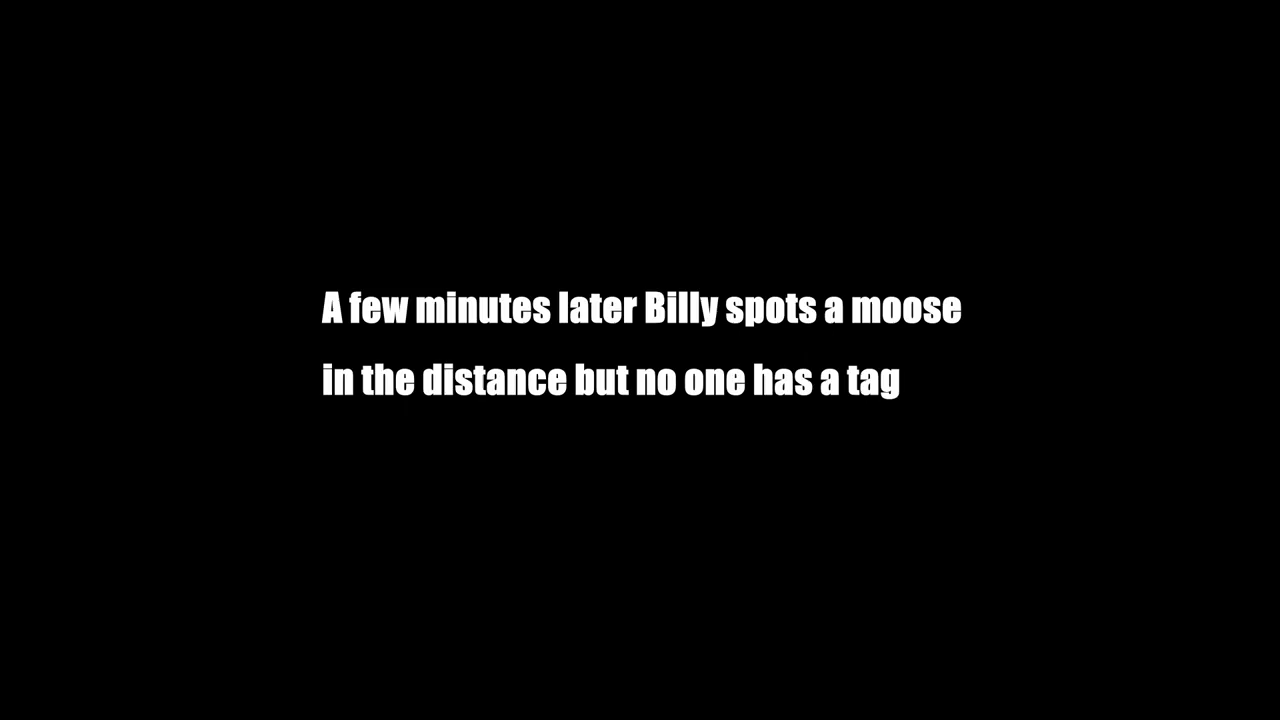 A few minutes later Billy spots a moose
in the distance but no one has a tag